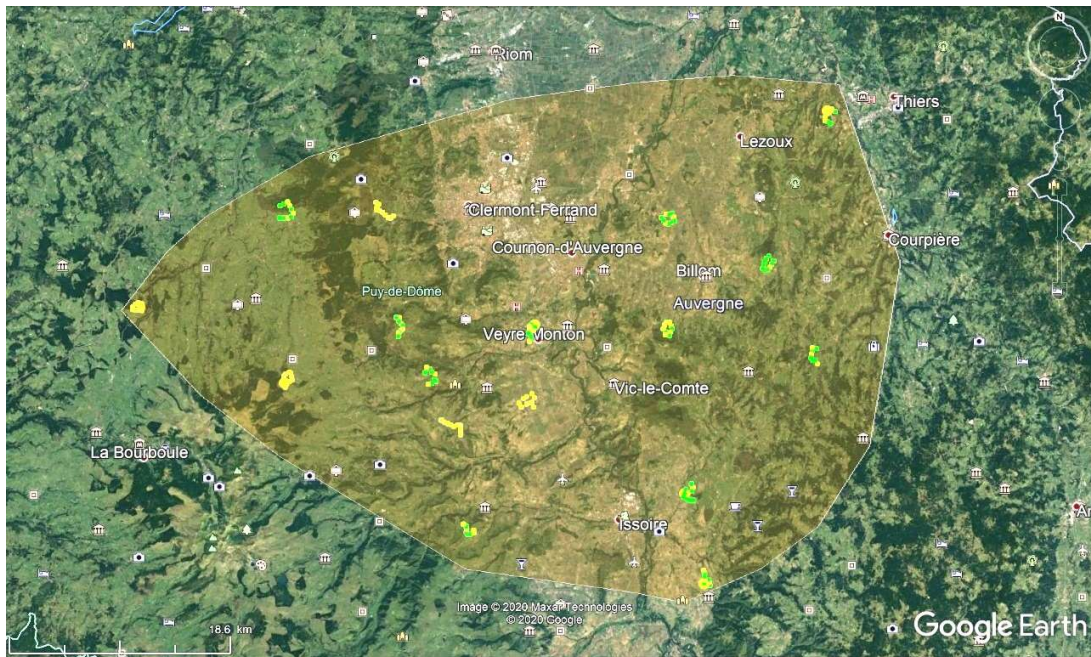 N
Riom
Thiers
Lezoux
Clermont-Ferrand
Courpière
Cournon-d'Auvergne
H
Billom
Puy-de-Dôme
Auvergne
H
Veyre-Monton
Vic-le-Comte
La Bourboule
Issoire
Image © 2020 Maxar Technologies
© 2020 Google
18.6 km
Google Earth